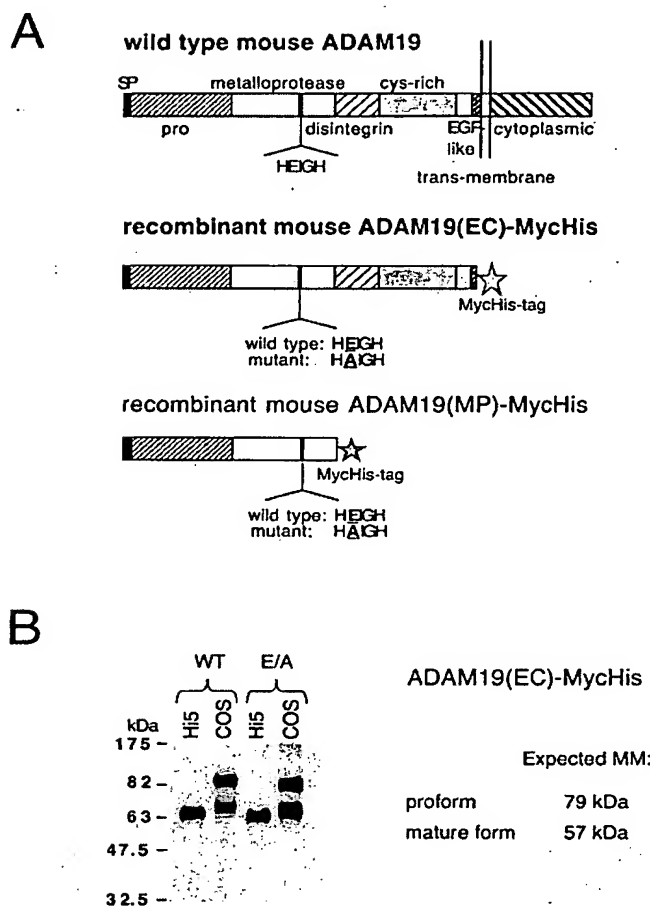 A
wild type mouse ADAM19
SP metalloprotease cys-rich
pro disintegrin EGF- cytoplasmic
like
HEIGH
trans-membrane
recombinant mouse ADAM19(EC)-MycHis
MycHis-tag
wild type: HEIGH
mutant: HAIGH
recombinant mouse ADAM19(MP)-MycHis
MycHis-tag
wild type: HEIGH
mutant: HAIGH
B
WT E/A
Hi5 COS Hi5 COS
ADAM19(EC)-MycHis
kDa
175
82
63
47.5
32.5
Expected MM:
proform 79 kDa
mature form 57 kDa